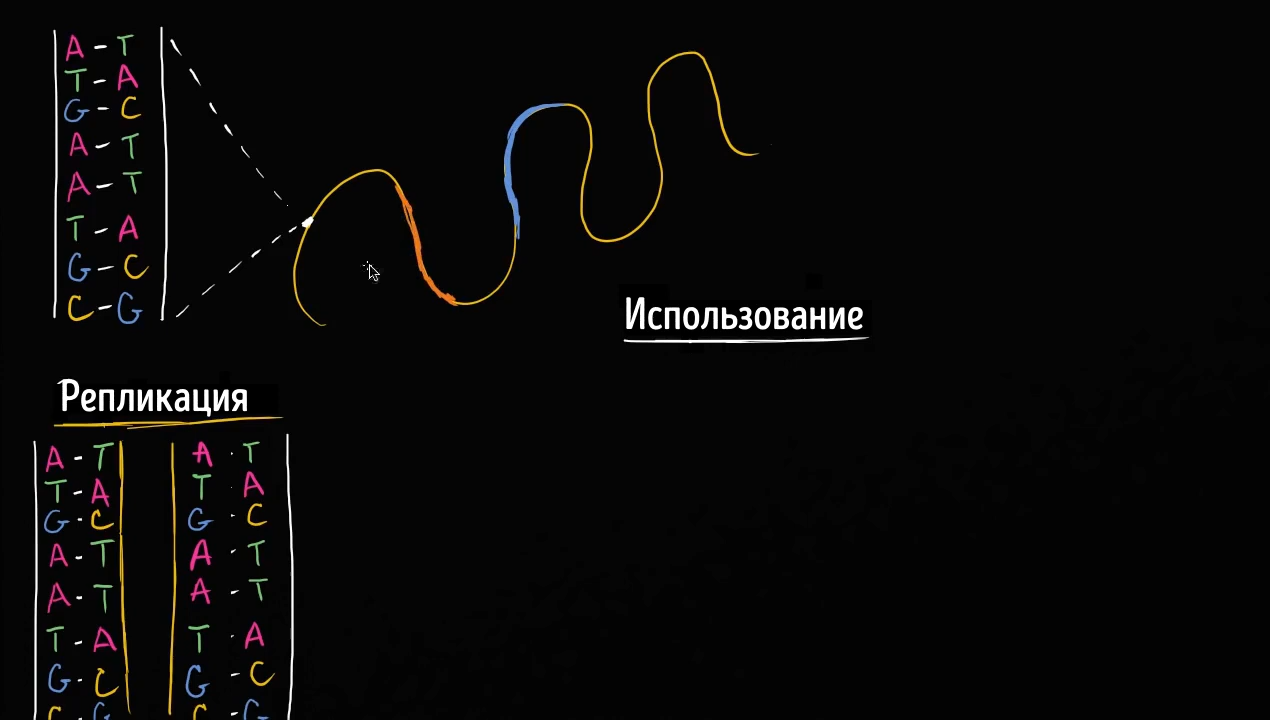 A - T
T - A
G - C
A - T
A - T
T - A
G - C
C - G
Использование
Репликация
A - T A · T
T - A T · A
G - C G · C
A - T A · T
A - T A · T
T - A T · A
G - C G - C
C - G C - G